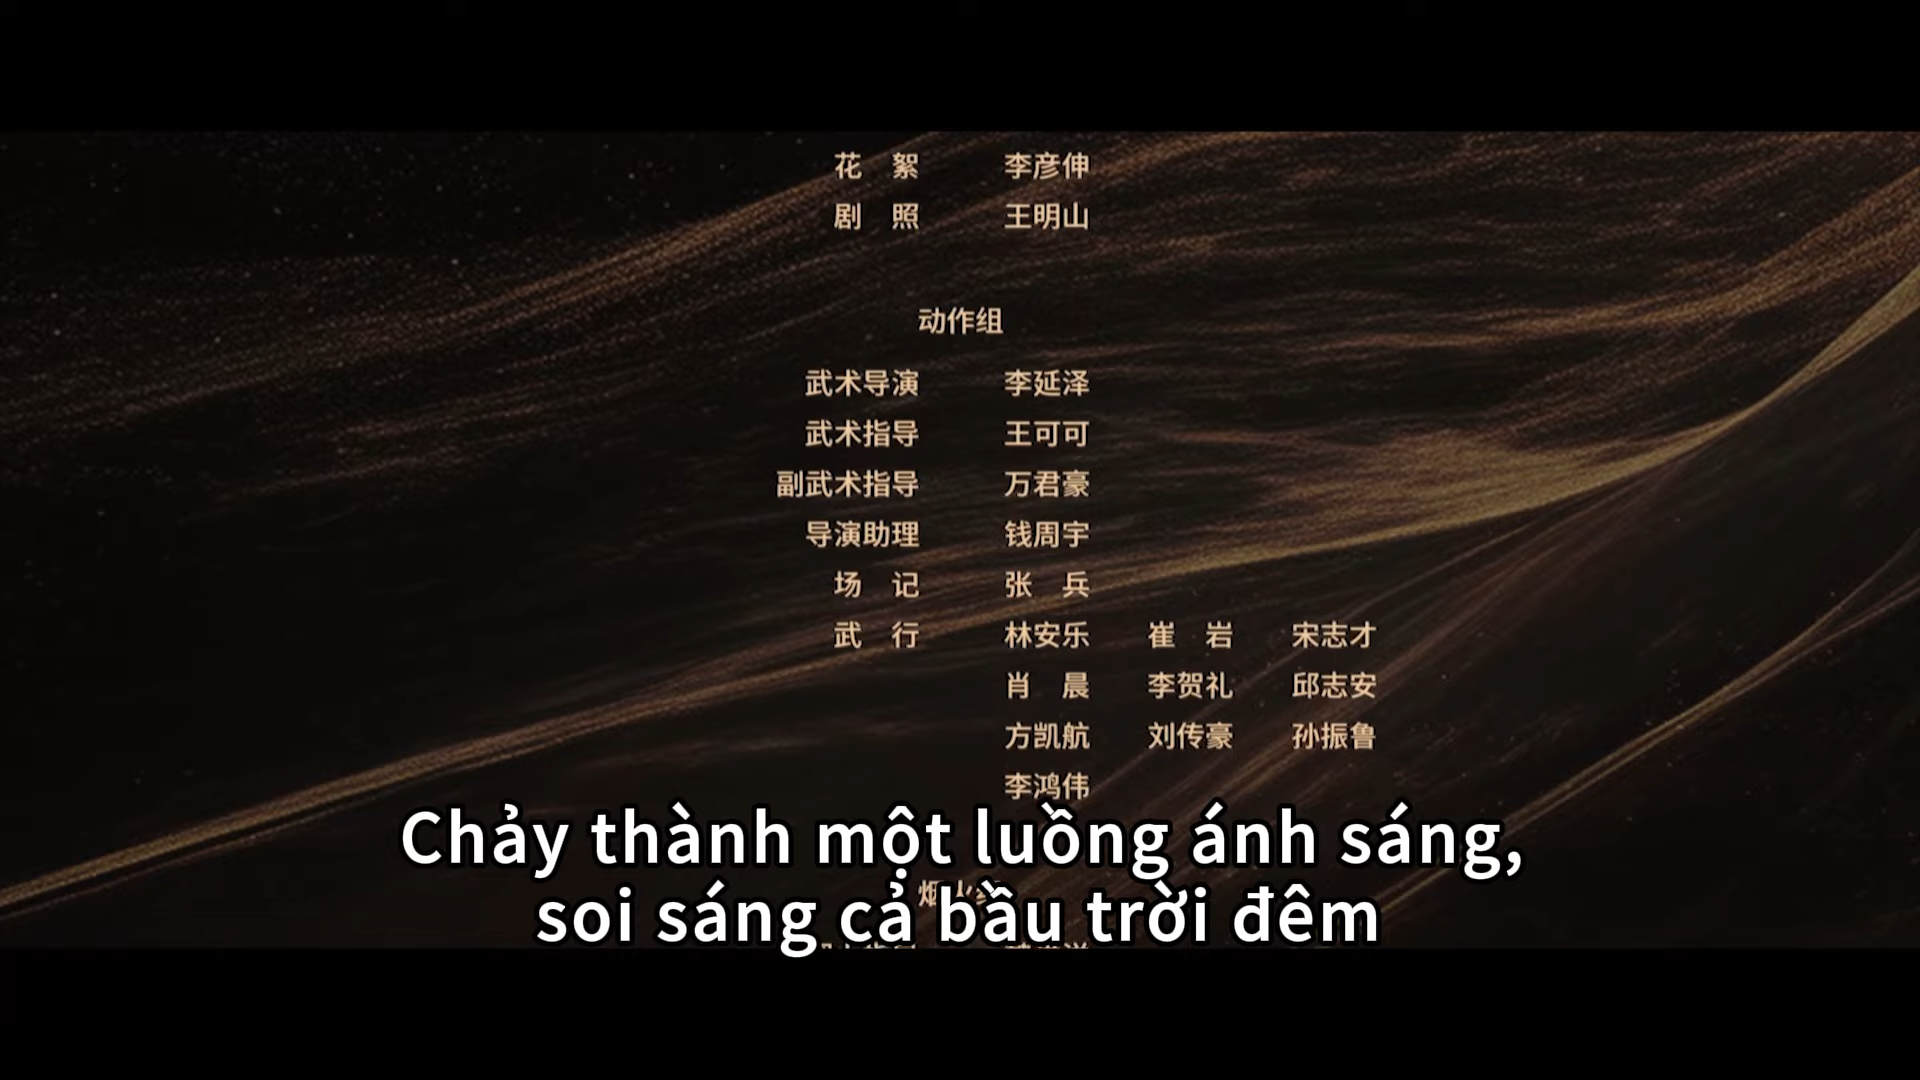 花　絮　李彦伸
剧　照　王明山
动作组
武术导演　李延泽
武术指导　王可可
副武术指导　万君豪
导演助理　钱周宇
场　记　张　兵
武　行　林安乐　崔　岩　宋志才
肖　晨　李贺礼　邱志安
方凯航　刘传豪　孙振鲁
李鸿伟
Chảy thành một luồng ánh sáng,
soi sáng cả bầu trời đêm